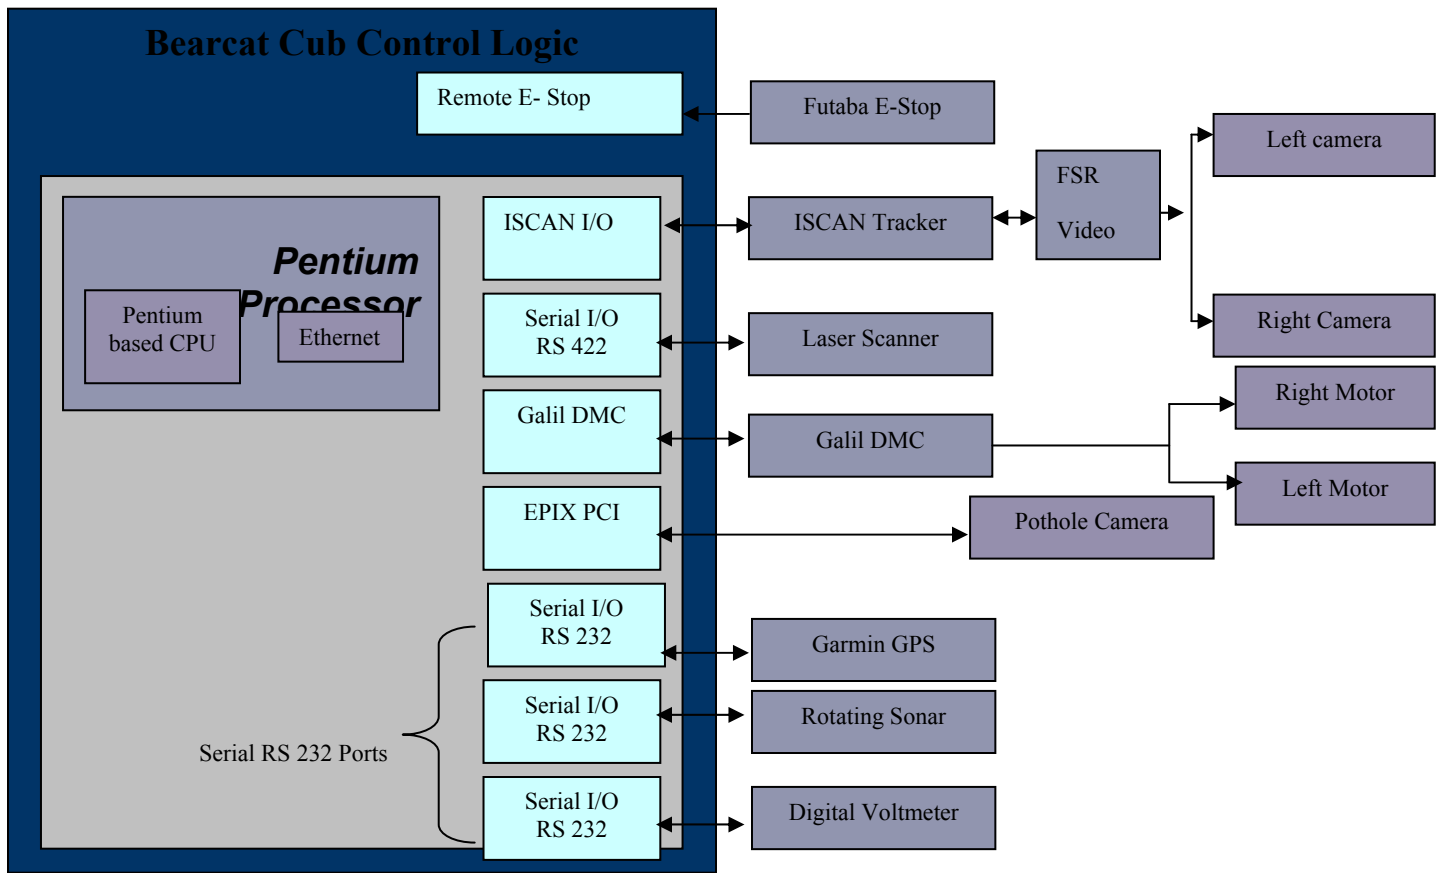 Bearcat Cub Control Logic
Remote E- Stop
Futaba E-Stop
Left camera
FSR
Video
ISCAN I/O
ISCAN Tracker
Pentium
Processor
Pentium
based CPU
Ethernet
Serial I/O
RS 422
Laser Scanner
Right Camera
Right Motor
Galil DMC
Galil DMC
Left Motor
EPIX PCI
Pothole Camera
Serial I/O
RS 232
Garmin GPS
Serial I/O
RS 232
Rotating Sonar
Serial RS 232 Ports
Serial I/O
RS 232
Digital Voltmeter